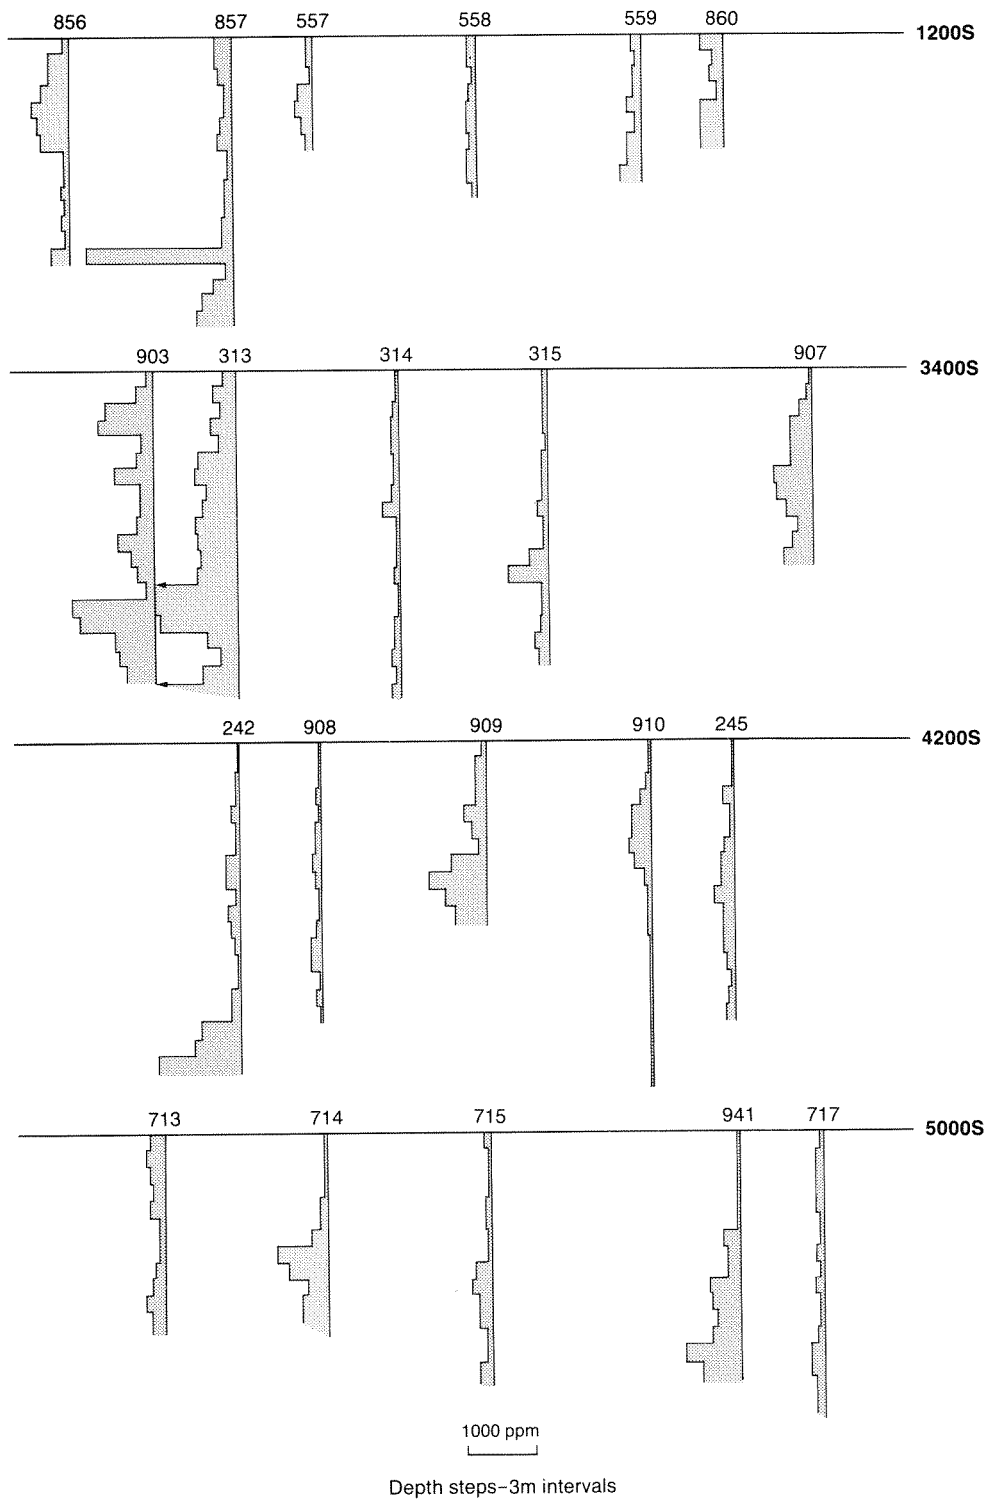 856 857 557 558 559 860 1200S
903 313 314 315 907 3400S
242 908 909 910 245 4200S
713 714 715 941 717 5000S
1000 ppm
Depth steps–3m intervals